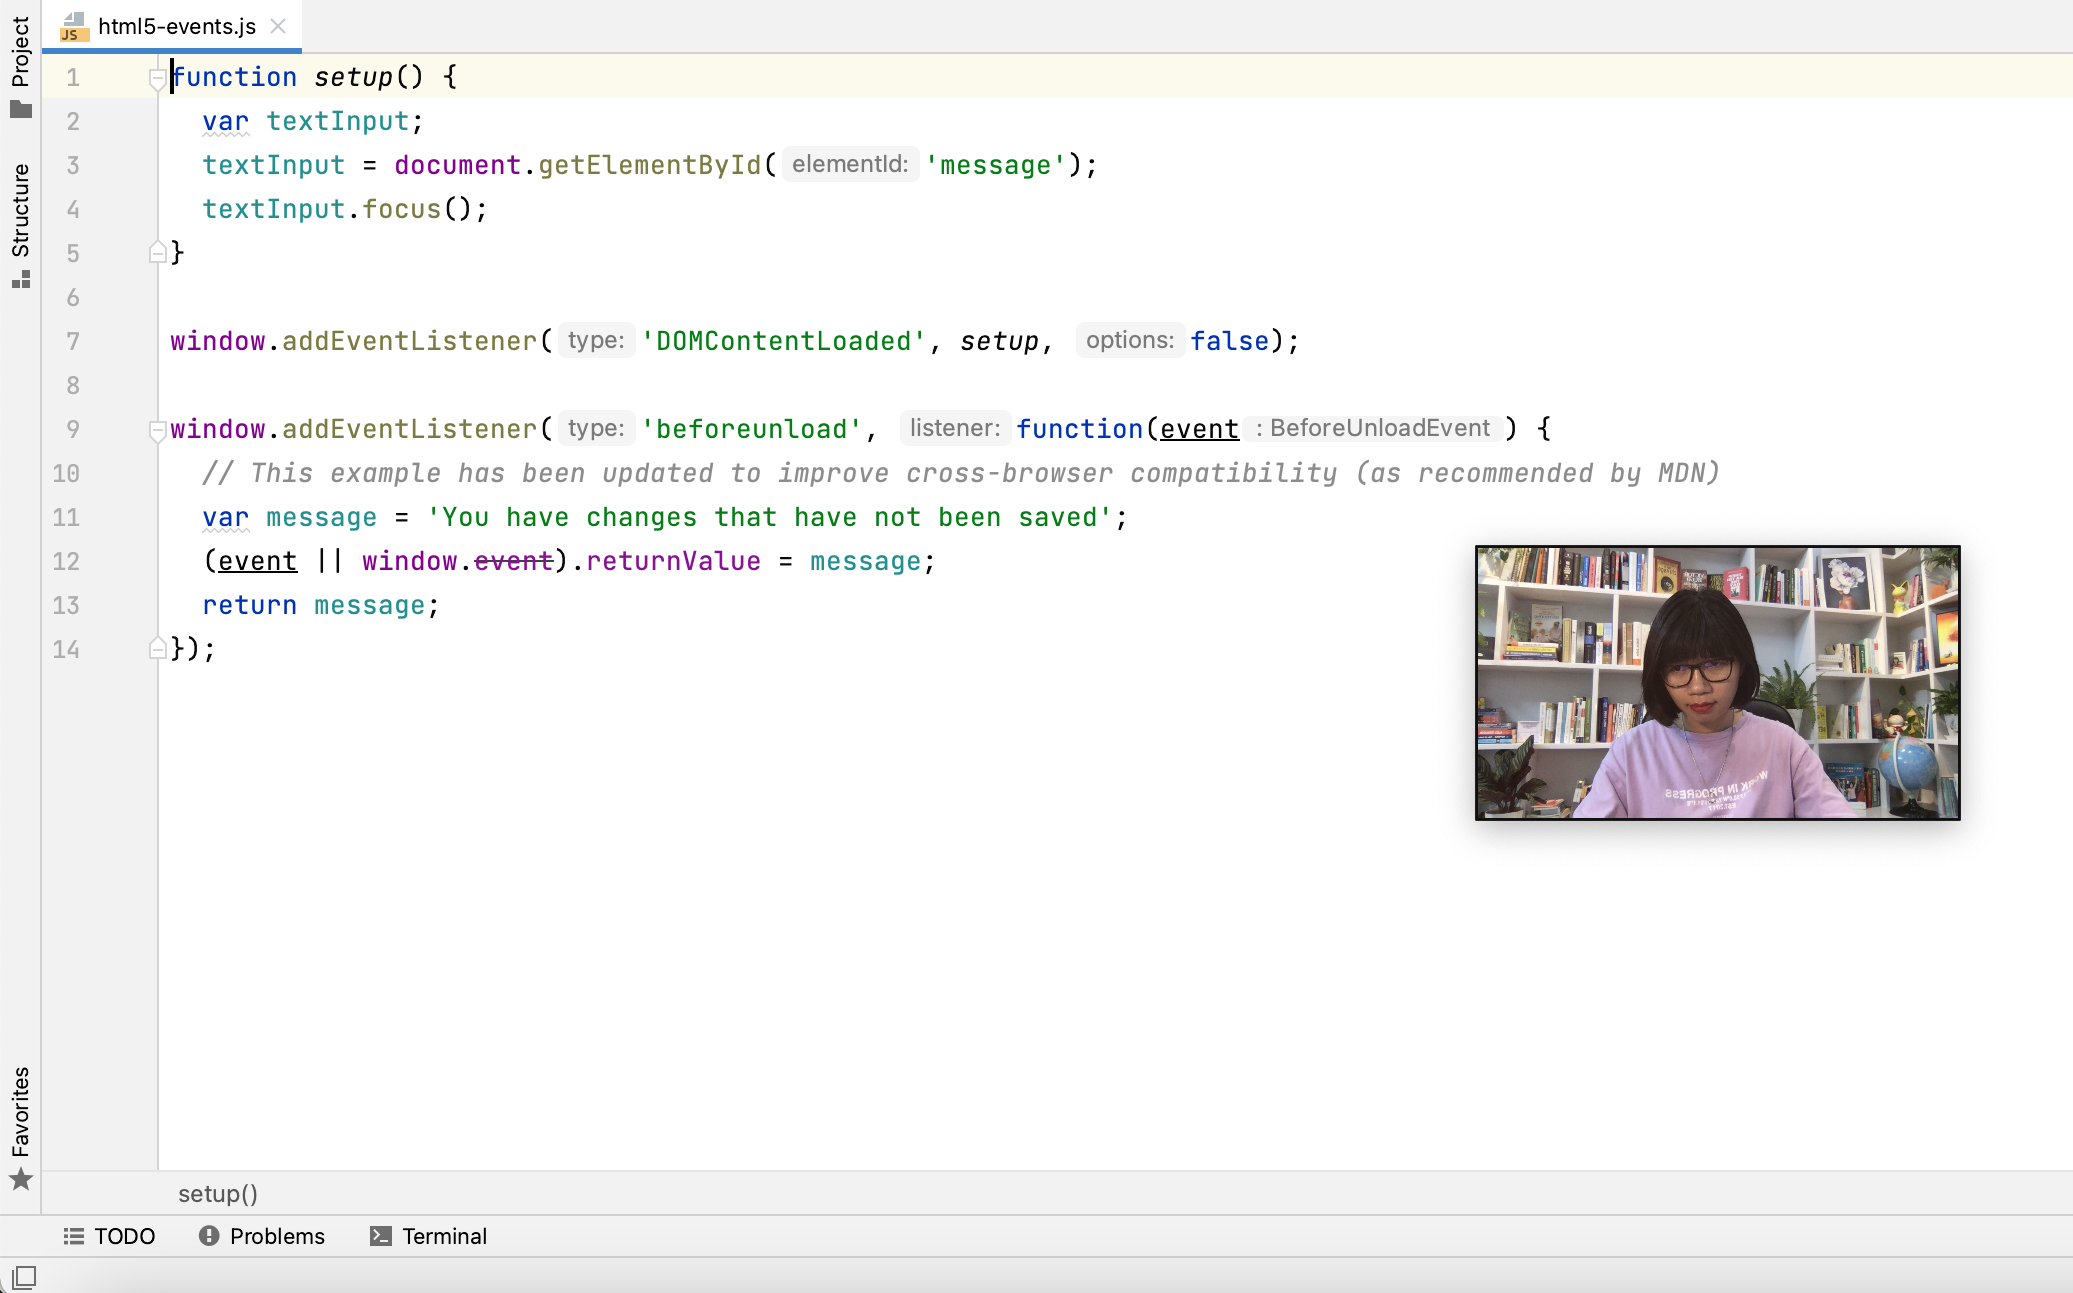 Project
Structure
Favorites
JS html5-events.js
1 function setup() {
2 var textInput;
3 textInput = document.getElementById( elementId: 'message');
4 textInput.focus();
5 }
6
7 window.addEventListener( type: 'DOMContentLoaded', setup, options: false);
8
9 window.addEventListener( type: 'beforeunload', listener: function(event : BeforeUnloadEvent ) {
10 // This example has been updated to improve cross-browser compatibility (as recommended by MDN)
11 var message = 'You have changes that have not been saved';
12 (event || window.event).returnValue = message;
13 return message;
14 });
WORK IN PROGRESS
setup()
TODO Problems Terminal